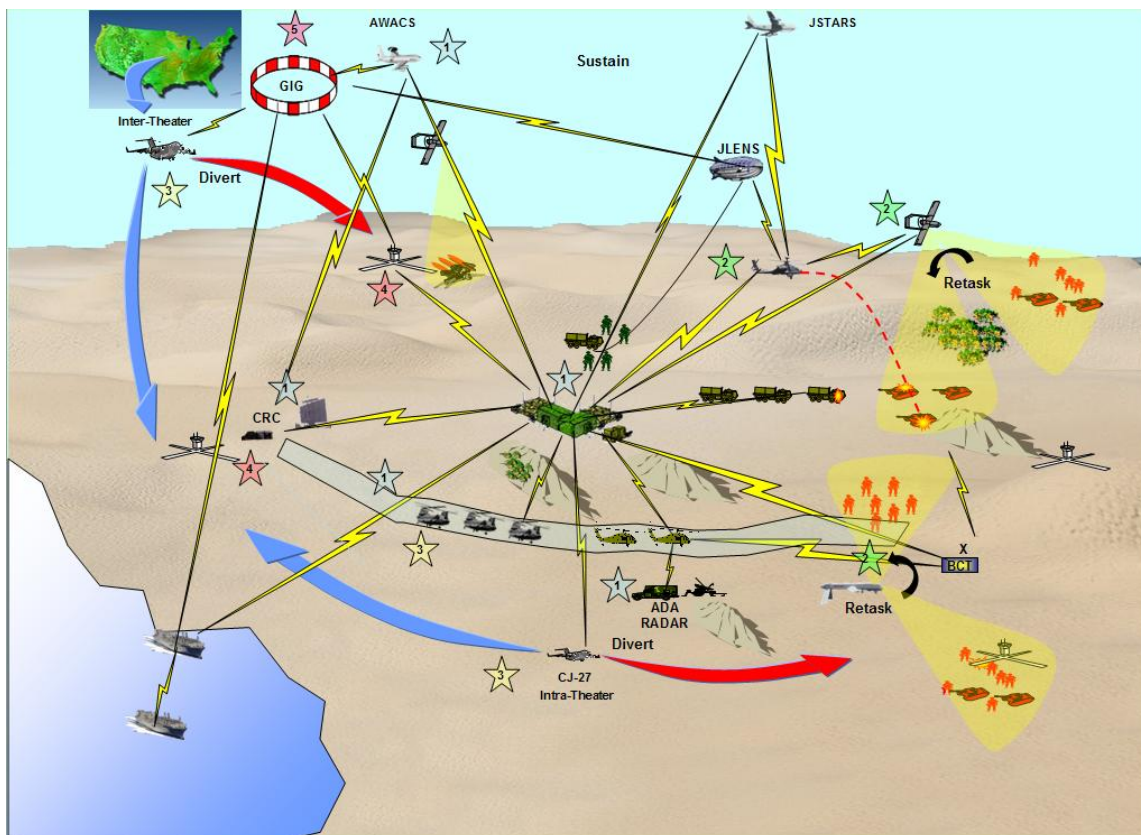 5
AWACS
1
JSTARS
Sustain
GIG
Inter-Theater
JLENS
Divert
3
2
2
Retask
4
1
1
CRC
4
1
3
X
BCT
2
1
ADA
RADAR
Retask
Divert
3
CJ-27
Intra-Theater